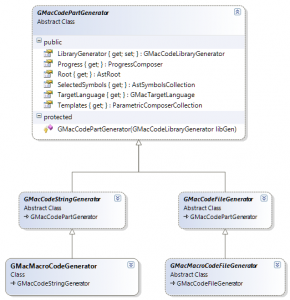 GMacCodePartGenerator
Abstract Class
public
LibraryGenerator { get; set; } : GMacCodeLibraryGenerator
Progress { get; } : ProgressComposer
Root { get; } : AstRoot
SelectedSymbols { get; } : AstSymbolsCollection
TargetLanguage { get; } : GMacTargetLanguage
Templates { get; } : ParametricComposerCollection
protected
GMacCodePartGenerator(GMacCodeLibraryGenerator libGen)
GMacCodeStringGenerator
Abstract Class
→ GMacCodePartGenerator
GMacCodeFileGenerator
Abstract Class
→ GMacCodePartGenerator
GMacMacroCodeGenerator
Class
→ GMacCodeStringGenerator
GMacMacroCodeFileGenerator
Abstract Class
→ GMacCodeFileGenerator